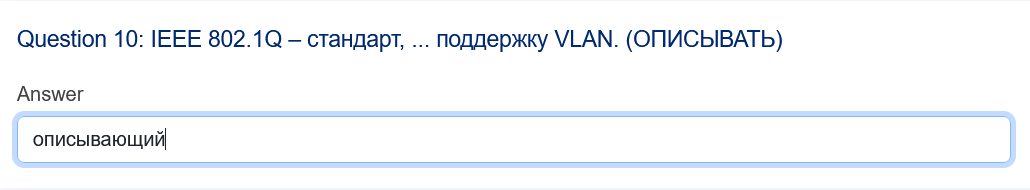 Question 10: IEEE 802.1Q – стандарт, ... поддержку VLAN. (ОПИСЫВАТЬ)
Answer
описывающий